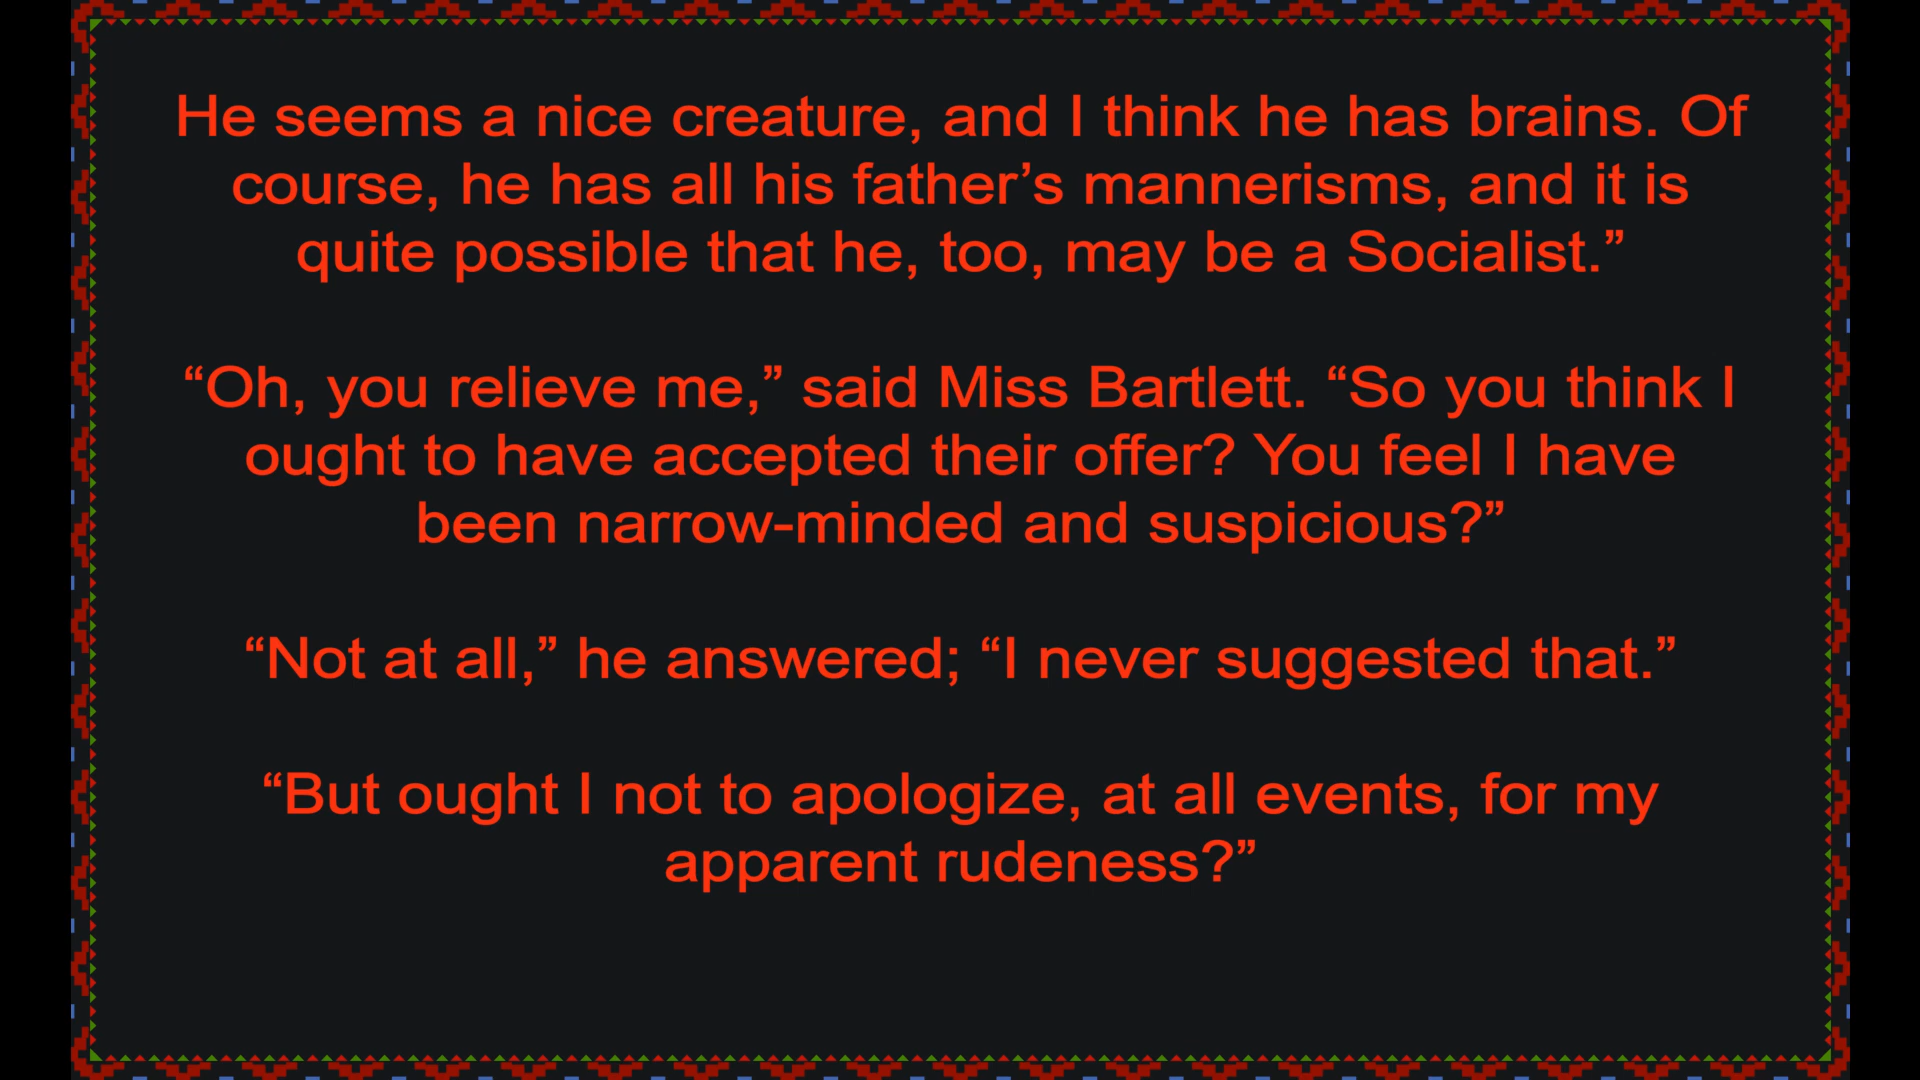 He seems a nice creature, and I think he has brains. Of
course, he has all his father’s mannerisms, and it is
quite possible that he, too, may be a Socialist.”
“Oh, you relieve me,” said Miss Bartlett. “So you think I
ought to have accepted their offer? You feel I have
been narrow-minded and suspicious?”
“Not at all,” he answered; “I never suggested that.”
“But ought I not to apologize, at all events, for my
apparent rudeness?”